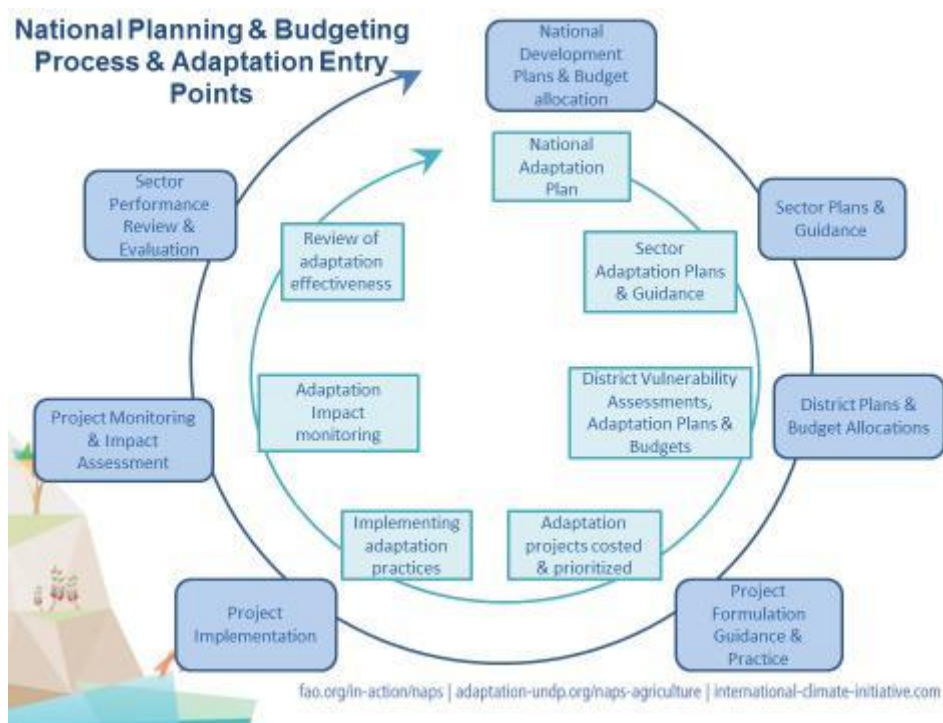 National Planning & Budgeting
Process & Adaptation Entry
Points
National
Development
Plans & Budget
allocation
National
Adaptation
Plan
Sector
Performance
Review &
Evaluation
Sector Plans &
Guidance
Review of
adaptation
effectiveness
Sector
Adaptation Plans
& Guidance
District Vulnerability
Assessments,
Adaptation Plans &
Budgets
Adaptation
Impact
monitoring
Project Monitoring
& Impact
Assessment
District Plans &
Budget Allocations
Implementing
adaptation
practices
Adaptation
projects costed
& prioritized
Project
Implementation
Project
Formulation
Guidance &
Practice
fao.org/in-action/naps | adaptation-undp.org/naps-agriculture | international-climate-initiative.com